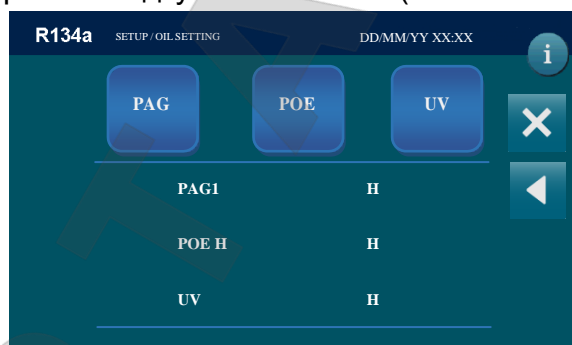 R134a SETUP / OIL SETTING DD/MM/YY XX:XX
i
PAG POE UV
PAG1 H
POE H H
UV H